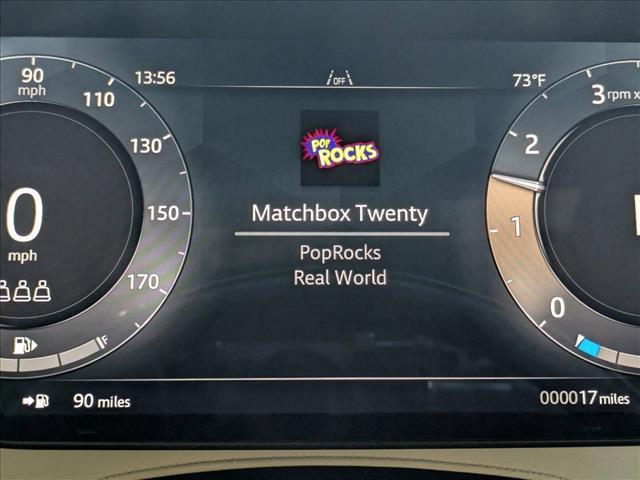 90
mph
110
130
150
170
0
mph
F
13:56
OFF
73°F
POP
ROCKS
Matchbox Twenty
PopRocks
Real World
3 rpm x
2
1
0
90 miles
000017 miles